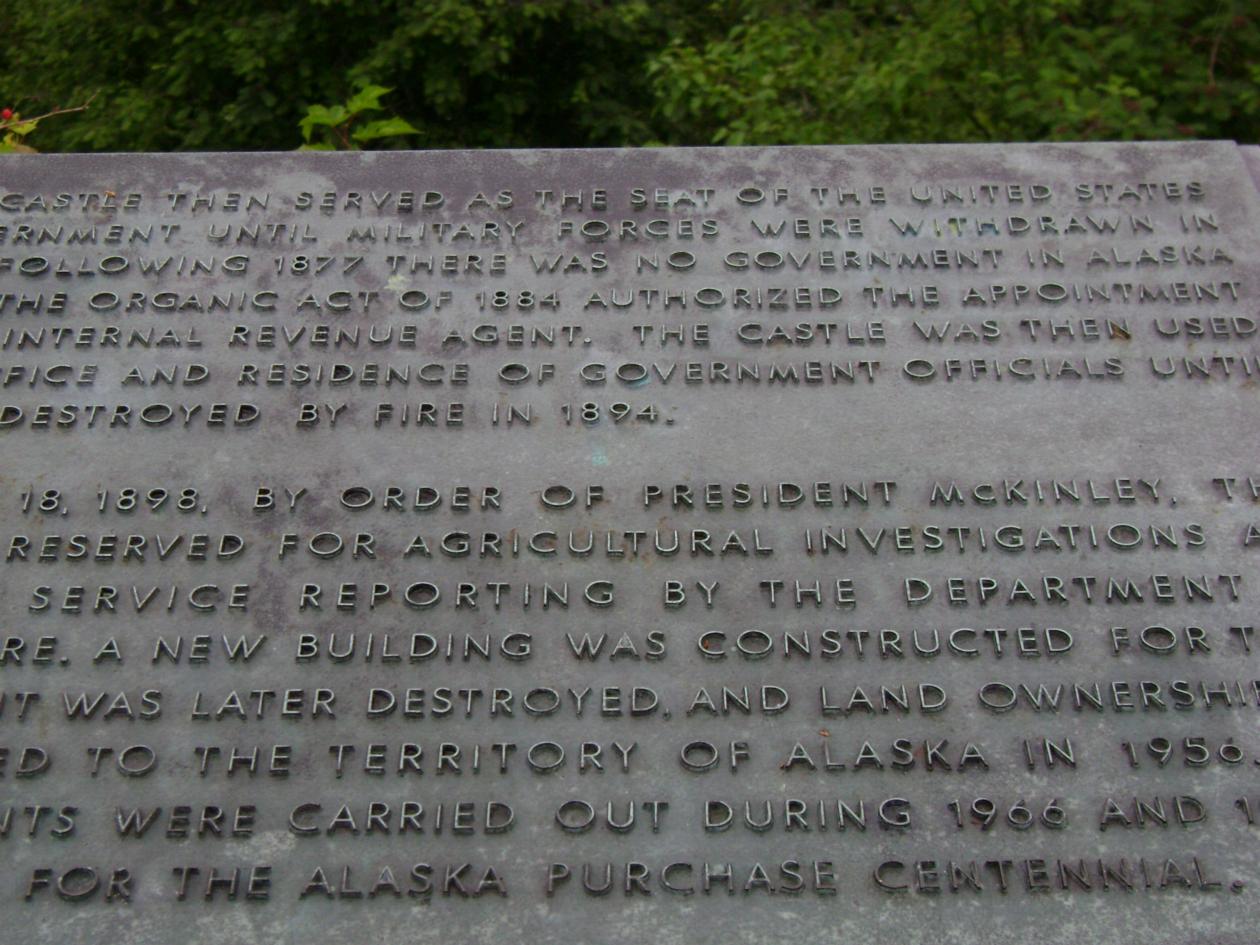 CASTLE THEN SERVED AS THE SEAT OF THE UNITED STATES
ERNMENT UNTIL MILITARY FORCES WERE WITHDRAWN IN
FOLLOWING 1877 THERE WAS NO GOVERNMENT IN ALASKA
THE ORGANIC ACT OF 1884 AUTHORIZED THE APPOINTMENT
INTERNAL REVENUE AGENT. THE CASTLE WAS THEN USED
FICE AND RESIDENCE OF GOVERNMENT OFFICIALS UNTIL
DESTROYED BY FIRE IN 1894.
18, 1898, BY ORDER OF PRESIDENT McKINLEY, T
RESERVED FOR AGRICULTURAL INVESTIGATIONS A
SERVICE REPORTING BY THE DEPARTMENT
RE. A NEW BUILDING WAS CONSTRUCTED FOR T
IT WAS LATER DESTROYED, AND LAND OWNERSHIP
ED TO THE TERRITORY OF ALASKA IN 1956.
NTS WERE CARRIED OUT DURING 1966 AND 1
FOR THE ALASKA PURCHASE CENTENNIAL.